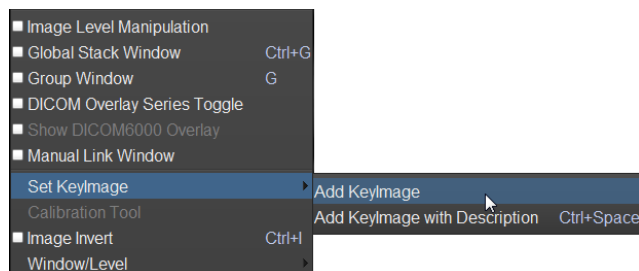 Image Level Manipulation
Global Stack Window Ctrl+G
Group Window G
DICOM Overlay Series Toggle
Show DICOM6000 Overlay
Manual Link Window
Set KeyImage
Add KeyImage
Calibration Tool
Add KeyImage with Description Ctrl+Space
Image Invert Ctrl+I
Window/Level